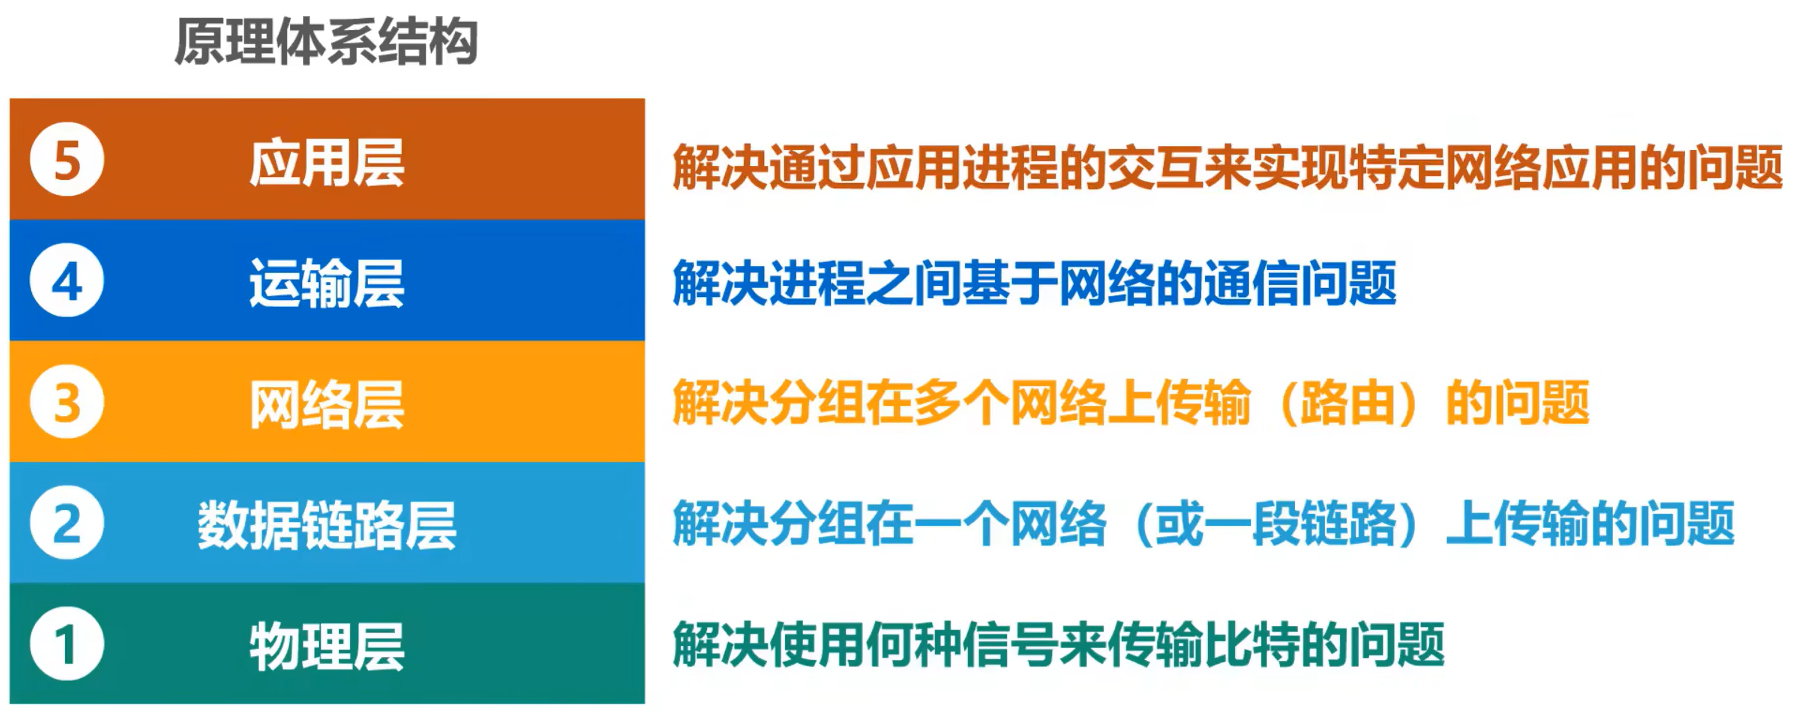 原理体系结构
5 应用层 解决通过应用进程的交互来实现特定网络应用的问题
4 运输层 解决进程之间基于网络的通信问题
3 网络层 解决分组在多个网络上传输（路由）的问题
2 数据链路层 解决分组在一个网络（或一段链路）上传输的问题
1 物理层 解决使用何种信号来传输比特的问题